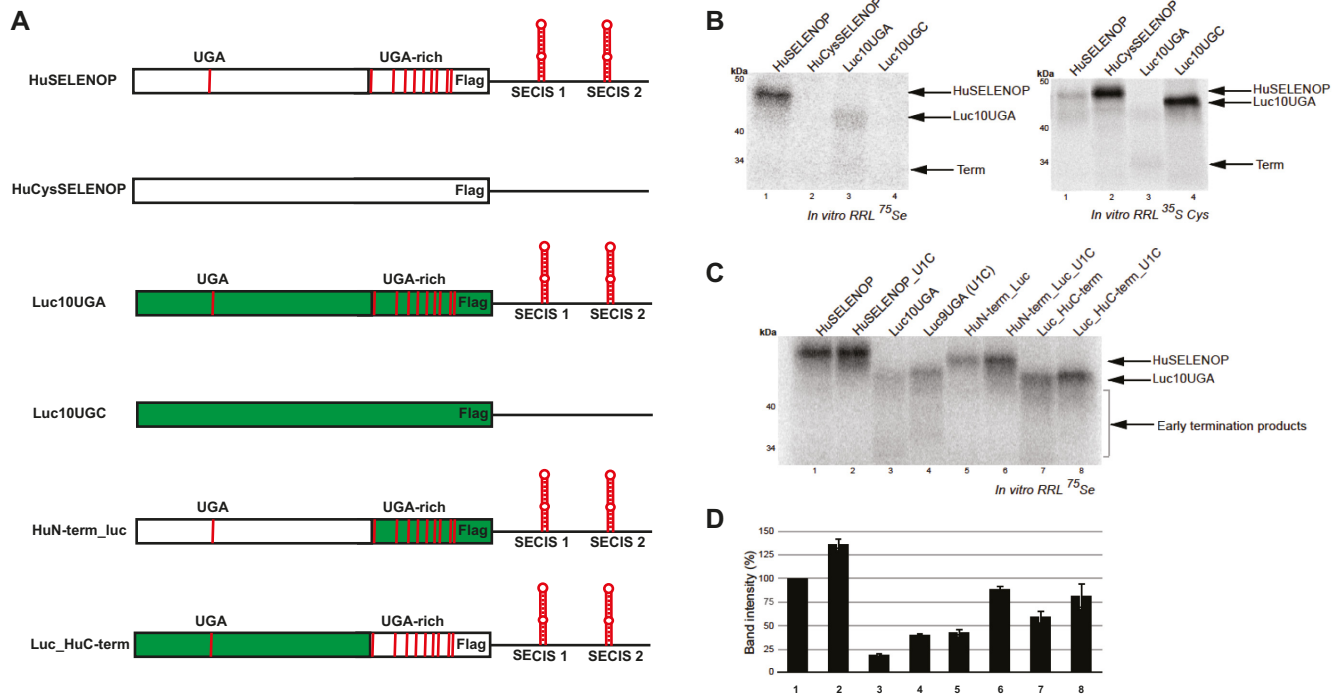 A
UGA
UGA-rich
HuSELENOP
Flag
SECIS 1
SECIS 2
HuCysSELENOP
Flag
UGA
UGA-rich
Luc10UGA
Flag
SECIS 1
SECIS 2
Luc10UGC
Flag
UGA
UGA-rich
HuN-term_luc
Flag
SECIS 1
SECIS 2
UGA
UGA-rich
Luc_HuC-term
Flag
SECIS 1
SECIS 2
B
HuSELENOP
HuCysSELENOP
Luc10UGA
Luc10UGC
kDa
50
40
34
HuSELENOP
Luc10UGA
Term
1 2 3 4
In vitro RRL 75Se
HuSELENOP
HuCysSELENOP
Luc10UGA
Luc10UGC
kDa
50
40
34
HuSELENOP
Luc10UGA
Term
1 2 3 4
In vitro RRL 35S Cys
C
HuSELENOP
HuSELENOP_U1C
Luc10UGA
Luc9UGA (U1C)
HuN-term_Luc
HuN-term_Luc_U1C
Luc_HuC-term
Luc_HuC-term_U1C
kDa
40
34
HuSELENOP
Luc10UGA
Early termination products
1 2 3 4 5 6 7 8
In vitro RRL 75Se
D
Band intensity (%)
150
125
100
75
50
25
0
1 2 3 4 5 6 7 8